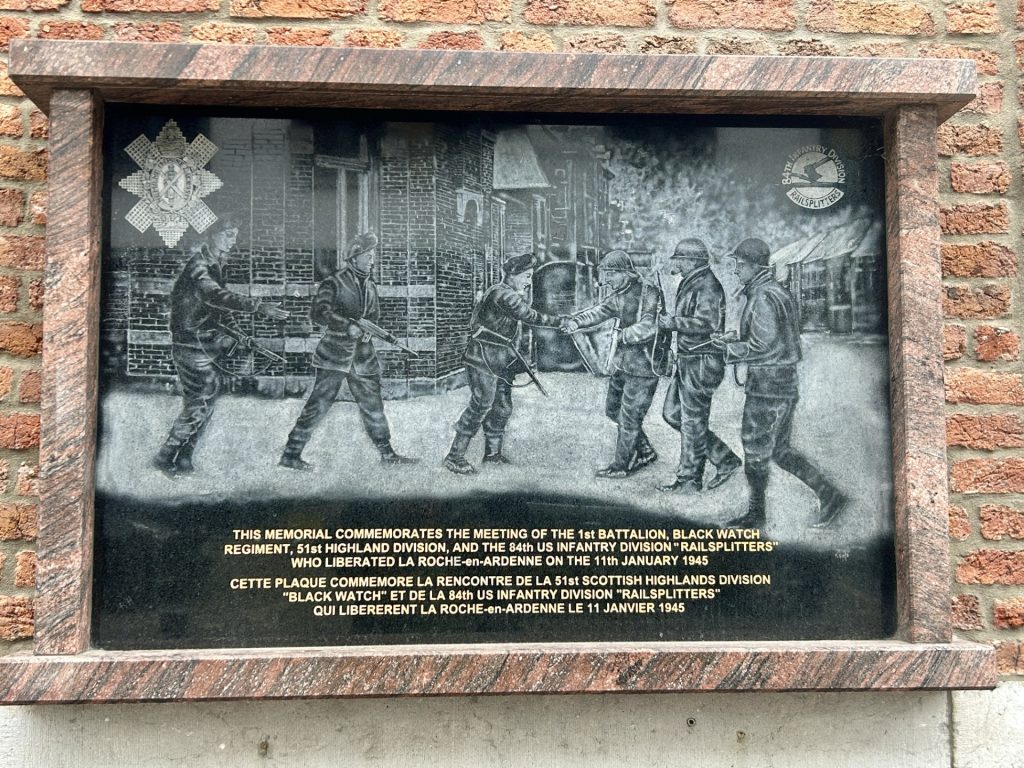 84TH INFANTRY DIVISION
RAILSPLITTERS
THIS MEMORIAL COMMEMORATES THE MEETING OF THE 1st BATTALION, BLACK WATCH
REGIMENT, 51st HIGHLAND DIVISION, AND THE 84th US INFANTRY DIVISION "RAILSPLITTERS"
WHO LIBERATED LA ROCHE-en-ARDENNE ON THE 11th JANUARY 1945
CETTE PLAQUE COMMEMORE LA RENCONTRE DE LA 51st SCOTTISH HIGHLANDS DIVISION
"BLACK WATCH" ET DE LA 84th US INFANTRY DIVISION "RAILSPLITTERS"
QUI LIBERERENT LA ROCHE-en-ARDENNE LE 11 JANVIER 1945